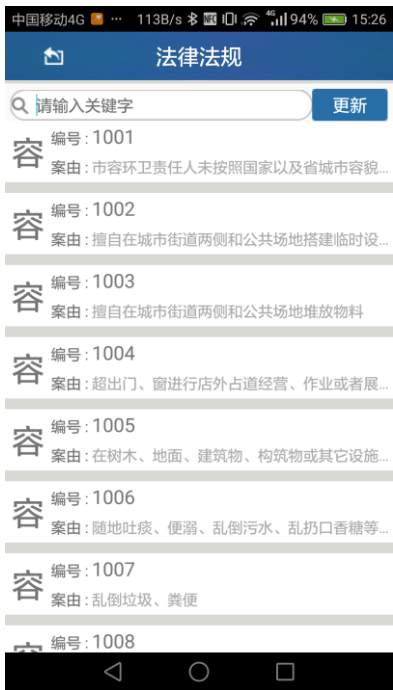 中国移动4G ... 113B/s 4G 94% 15:26
法律法规
请输入关键字 更新
容
编号:1001
案由:市容环卫责任人未按照国家以及省城市容貌...
容
编号:1002
案由:擅自在城市街道两侧和公共场地搭建临时设...
容
编号:1003
案由:擅自在城市街道两侧和公共场地堆放物料
容
编号:1004
案由:超出门、窗进行店外占道经营、作业或者展...
容
编号:1005
案由:在树木、地面、建筑物、构筑物或其它设施...
容
编号:1006
案由:随地吐痰、便溺、乱倒污水、乱扔口香糖等...
容
编号:1007
案由:乱倒垃圾、粪便
编号:1008